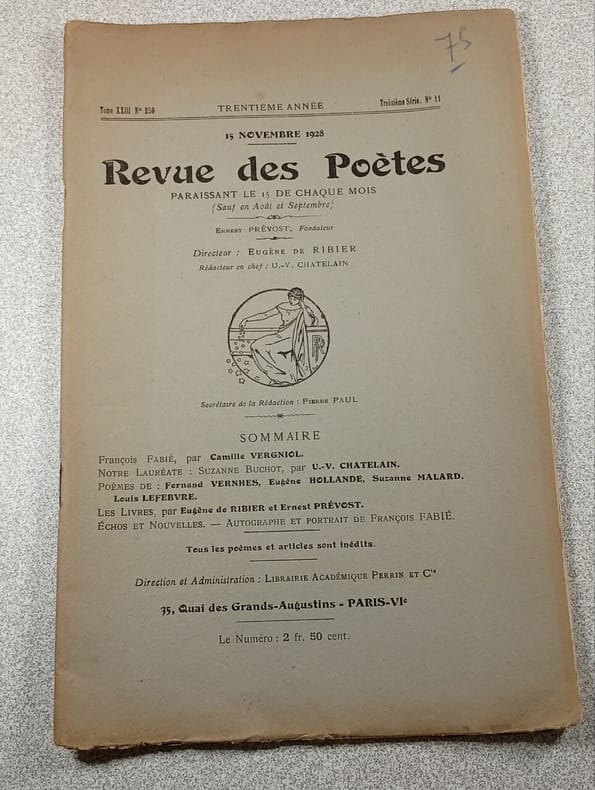 75
Tome XXIII N° 250 TRENTIÈME ANNÉE Troisième Série. N° 11
15 NOVEMBRE 1928
Revue des Poètes
PARAISSANT LE 15 DE CHAQUE MOIS
(Sauf en Août et Septembre)
ERNEST PRÉVOST, Fondateur
Directeur : EUGÈNE DE RIBIER
Rédacteur en chef : U.-V. CHATELAIN
Secrétaire de la Rédaction : PIERRE PAUL
SOMMAIRE
FRANÇOIS FABIÉ, par Camille VERGNIOL.
NOTRE LAURÉATE : SUZANNE BUCHOT, par U.-V. CHATELAIN.
POÈMES DE : Fernand VERNHES, Eugène HOLLANDE, Suzanne MALARD.
Louis LEFEBVRE.
LES LIVRES, par Eugène de RIBIER et Ernest PRÉVOST.
ÉCHOS ET NOUVELLES. — AUTOGRAPHE ET PORTRAIT DE FRANÇOIS FABIÉ.
Tous les poèmes et articles sont inédits.
Direction et Administration : LIBRAIRIE ACADÉMIQUE PERRIN ET Cie
35, Quai des Grands-Augustins - PARIS-VIe
Le Numéro : 2 fr. 50 cent.